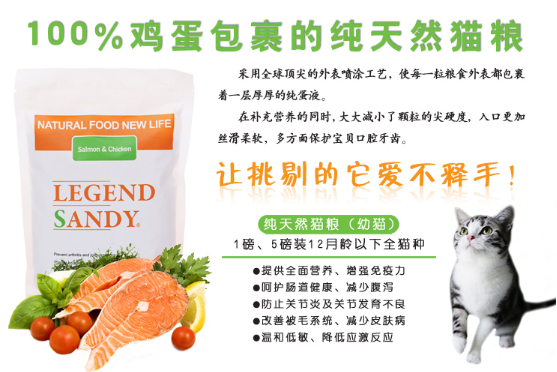 100%鸡蛋包裹的纯天然猫粮
采用全球顶尖的外表喷涂工艺，使每一粒粮食外表都包裹
着一层厚厚的纯蛋液。
在补充营养的同时，大大减小了颗粒的尖硬度，入口更加
丝滑柔软，多方面保护宝贝口腔牙齿。
让挑剔的它爱不释手！
NATURAL FOOD NEW LIFE
Salmon & Chicken
LEGEND
SANDY®
纯天然猫粮（幼猫）
1磅、5磅装12月龄以下全猫种
●提供全面营养、增强免疫力
●呵护肠道健康、减少腹泻
●防止关节炎及关节发育不良
●改善被毛系统、减少皮肤病
●温和低敏、降低应激反应